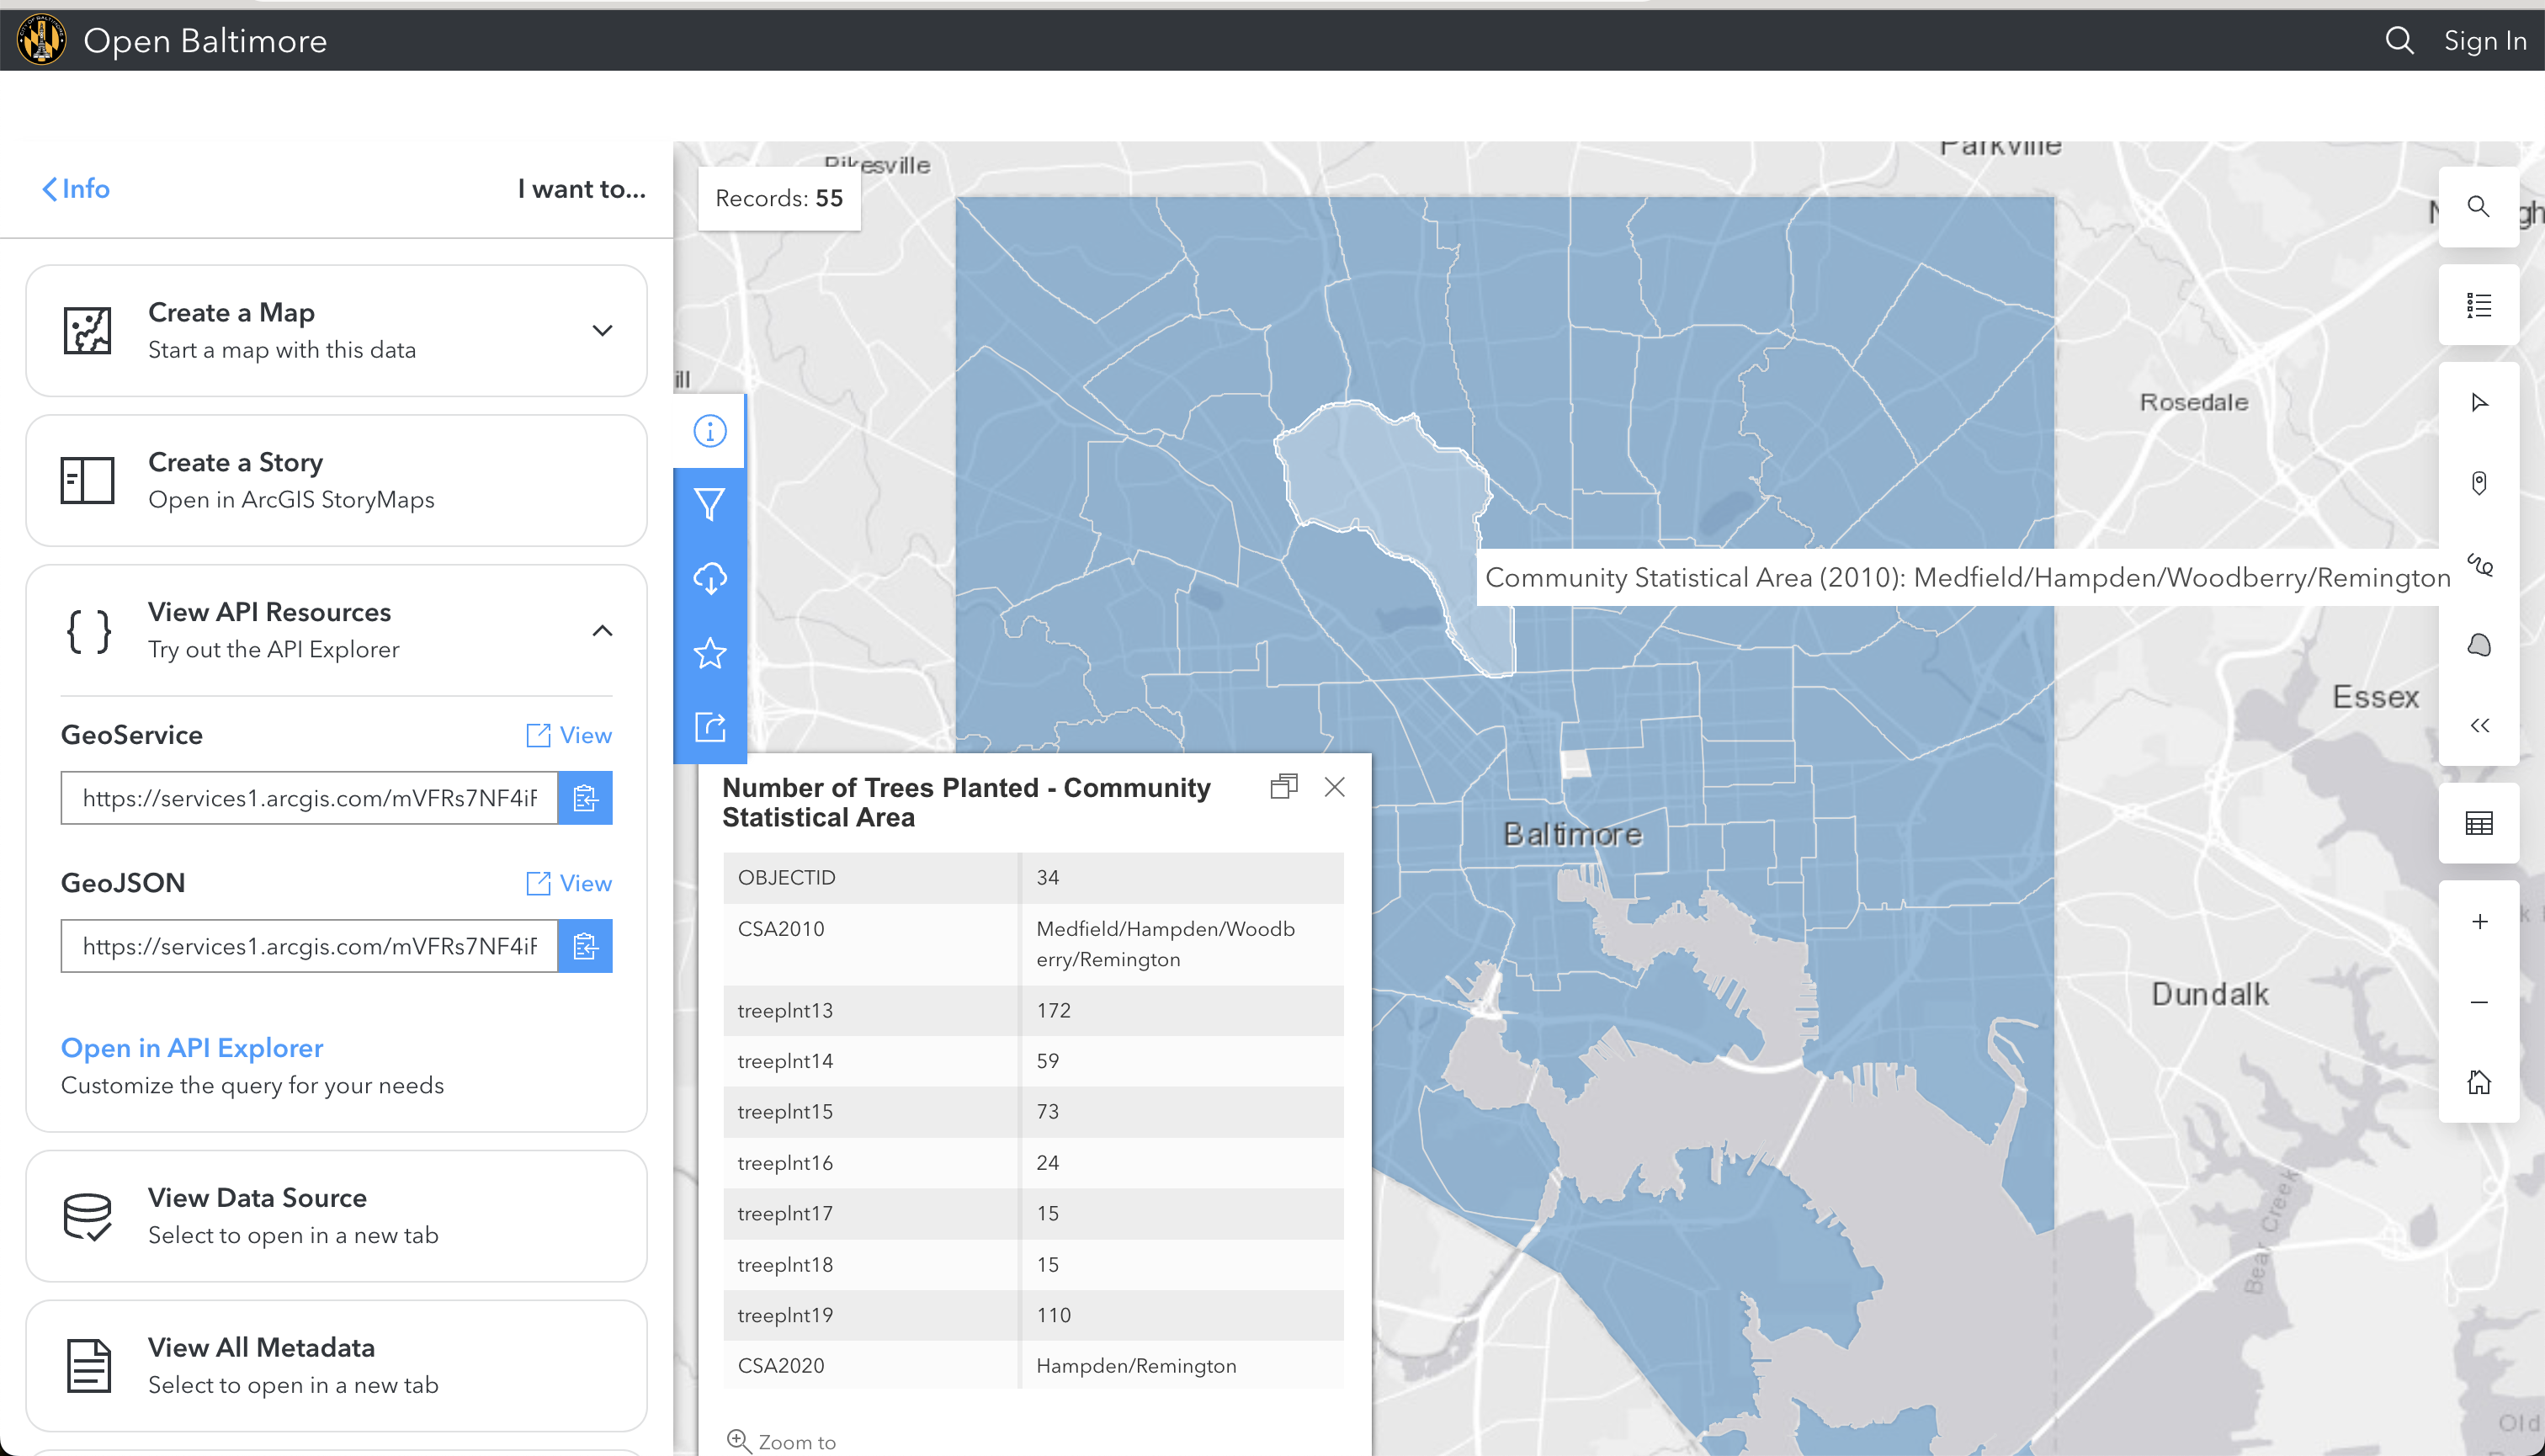 Open Baltimore
Sign In
Info
I want to...
Create a Map
Start a map with this data
Create a Story
Open in ArcGIS StoryMaps
View API Resources
Try out the API Explorer
GeoService
View
https://services1.arcgis.com/mVFRs7NF4iF
GeoJSON
View
https://services1.arcgis.com/mVFRs7NF4iF
Open in API Explorer
Customize the query for your needs
View Data Source
Select to open in a new tab
View All Metadata
Select to open in a new tab
Records: 55
Pikesville
Parkville
ill
Rosedale
Community Statistical Area (2010): Medfield/Hampden/Woodberry/Remington
Essex
Baltimore
Dundalk
Bear Creek
Old
Number of Trees Planted - Community
Statistical Area
OBJECTID 34
CSA2010 Medfield/Hampden/Woodb
erry/Remington
treeplnt13 172
treeplnt14 59
treeplnt15 73
treeplnt16 24
treeplnt17 15
treeplnt18 15
treeplnt19 110
CSA2020 Hampden/Remington
Zoom to